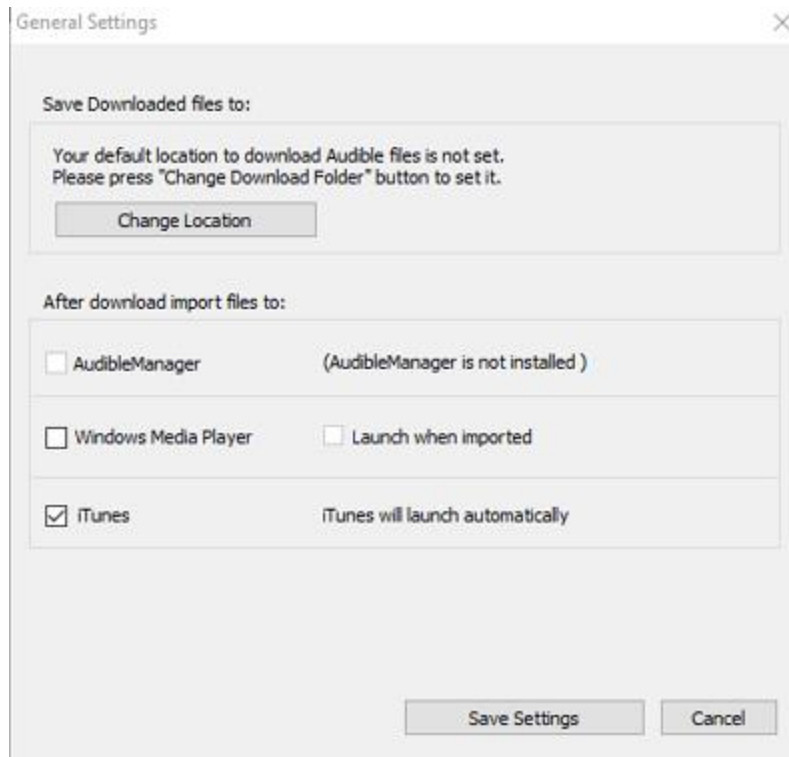 General Settings
Save Downloaded files to:
Your default location to download Audible files is not set.
Please press "Change Download Folder" button to set it.
Change Location
After download import files to:
AudibleManager (AudibleManager is not installed )
Windows Media Player Launch when imported
iTunes iTunes will launch automatically
Save Settings Cancel